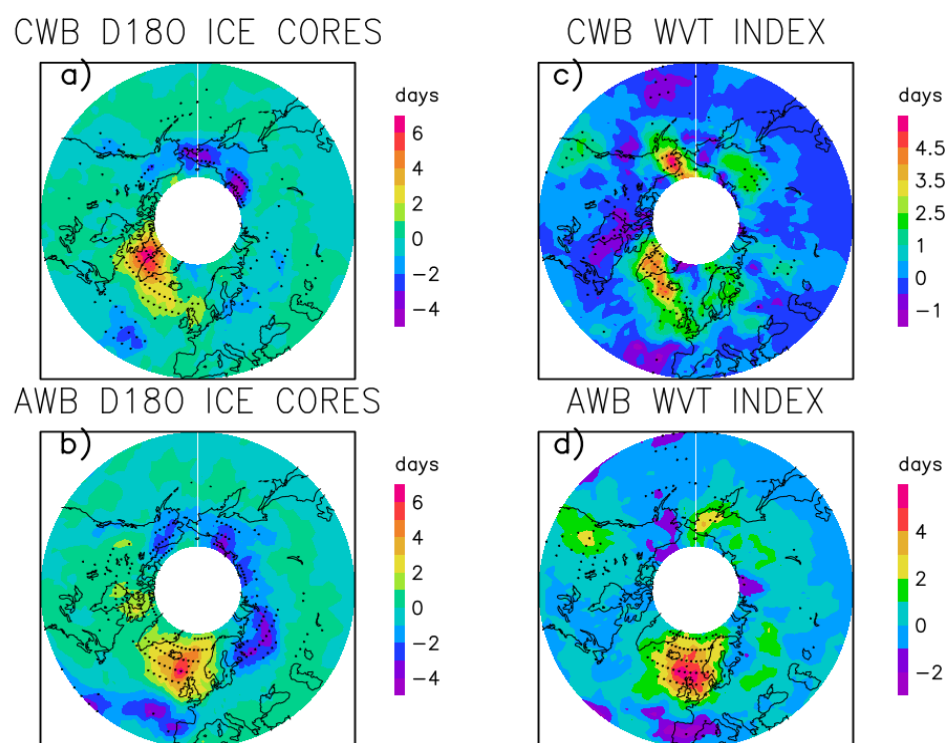 CWB D180 ICE CORES
a)
days
6
4
2
0
−2
−4
CWB WVT INDEX
c)
days
4.5
3.5
2.5
1
0
−1
AWB D180 ICE CORES
b)
days
6
4
2
0
−2
−4
AWB WVT INDEX
d)
days
4
2
0
−2